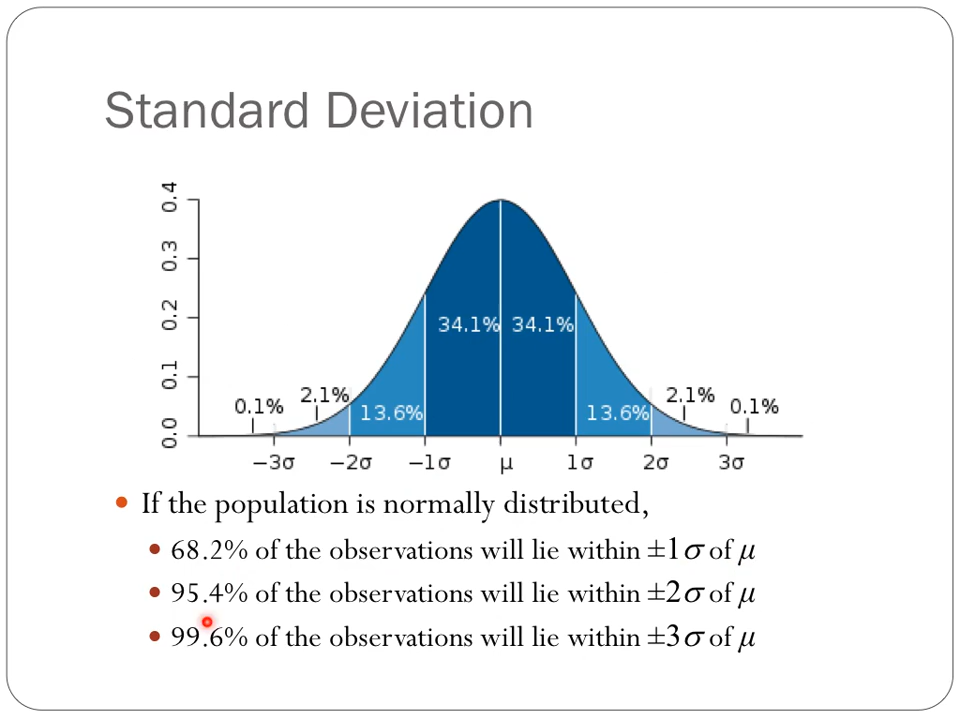 Standard Deviation
0.4
0.3
0.2
0.1
0.0
34.1% 34.1%
0.1% 2.1% 13.6% 13.6% 2.1% 0.1%
−3σ −2σ −1σ μ 1σ 2σ 3σ
• If the population is normally distributed,
• 68.2% of the observations will lie within ±1σ of μ
• 95.4% of the observations will lie within ±2σ of μ
• 99.6% of the observations will lie within ±3σ of μ